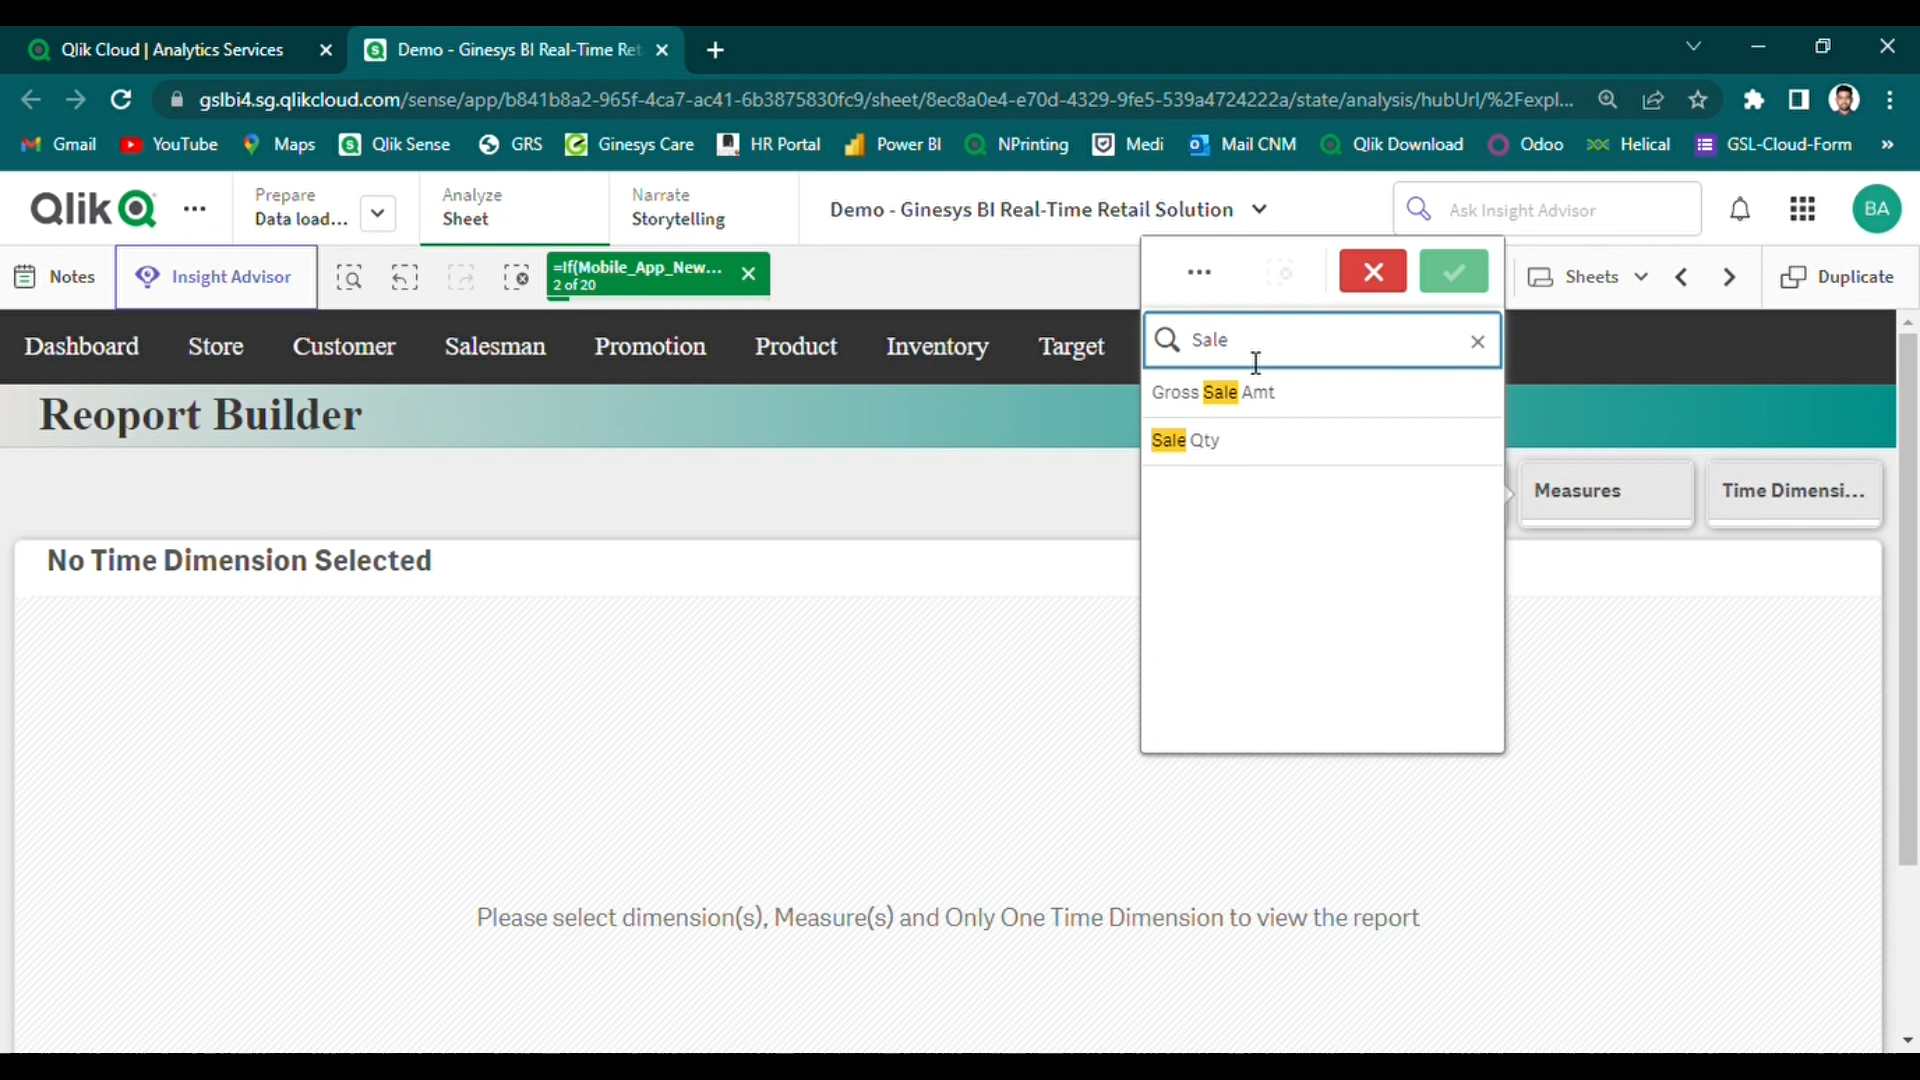 Qlik Cloud | Analytics Services
Demo - Ginesys BI Real-Time Ret
gslbi4.sg.qlikcloud.com/sense/app/b841b8a2-965f-4ca7-ac41-6b3875830fc9/sheet/8ec8a0e4-e70d-4329-9fe5-539a4724222a/state/analysis/hubUrl/%2Fexpl...
Gmail YouTube Maps Qlik Sense GRS Ginesys Care HR Portal Power BI NPrinting Medi Mail CNM Qlik Download Odoo Helical GSL-Cloud-Form »
Qlik
Prepare
Data load...
Analyze
Sheet
Narrate
Storytelling
Demo - Ginesys BI Real-Time Retail Solution
Ask Insight Advisor
BA
Notes
Insight Advisor
=If(Mobile_App_New...
2 of 20
Sheets
Duplicate
Dashboard Store Customer Salesman Promotion Product Inventory Target
Sale
Gross Sale Amt
Sale Qty
Reoport Builder
Measures
Time Dimensi...
No Time Dimension Selected
Please select dimension(s), Measure(s) and Only One Time Dimension to view the report